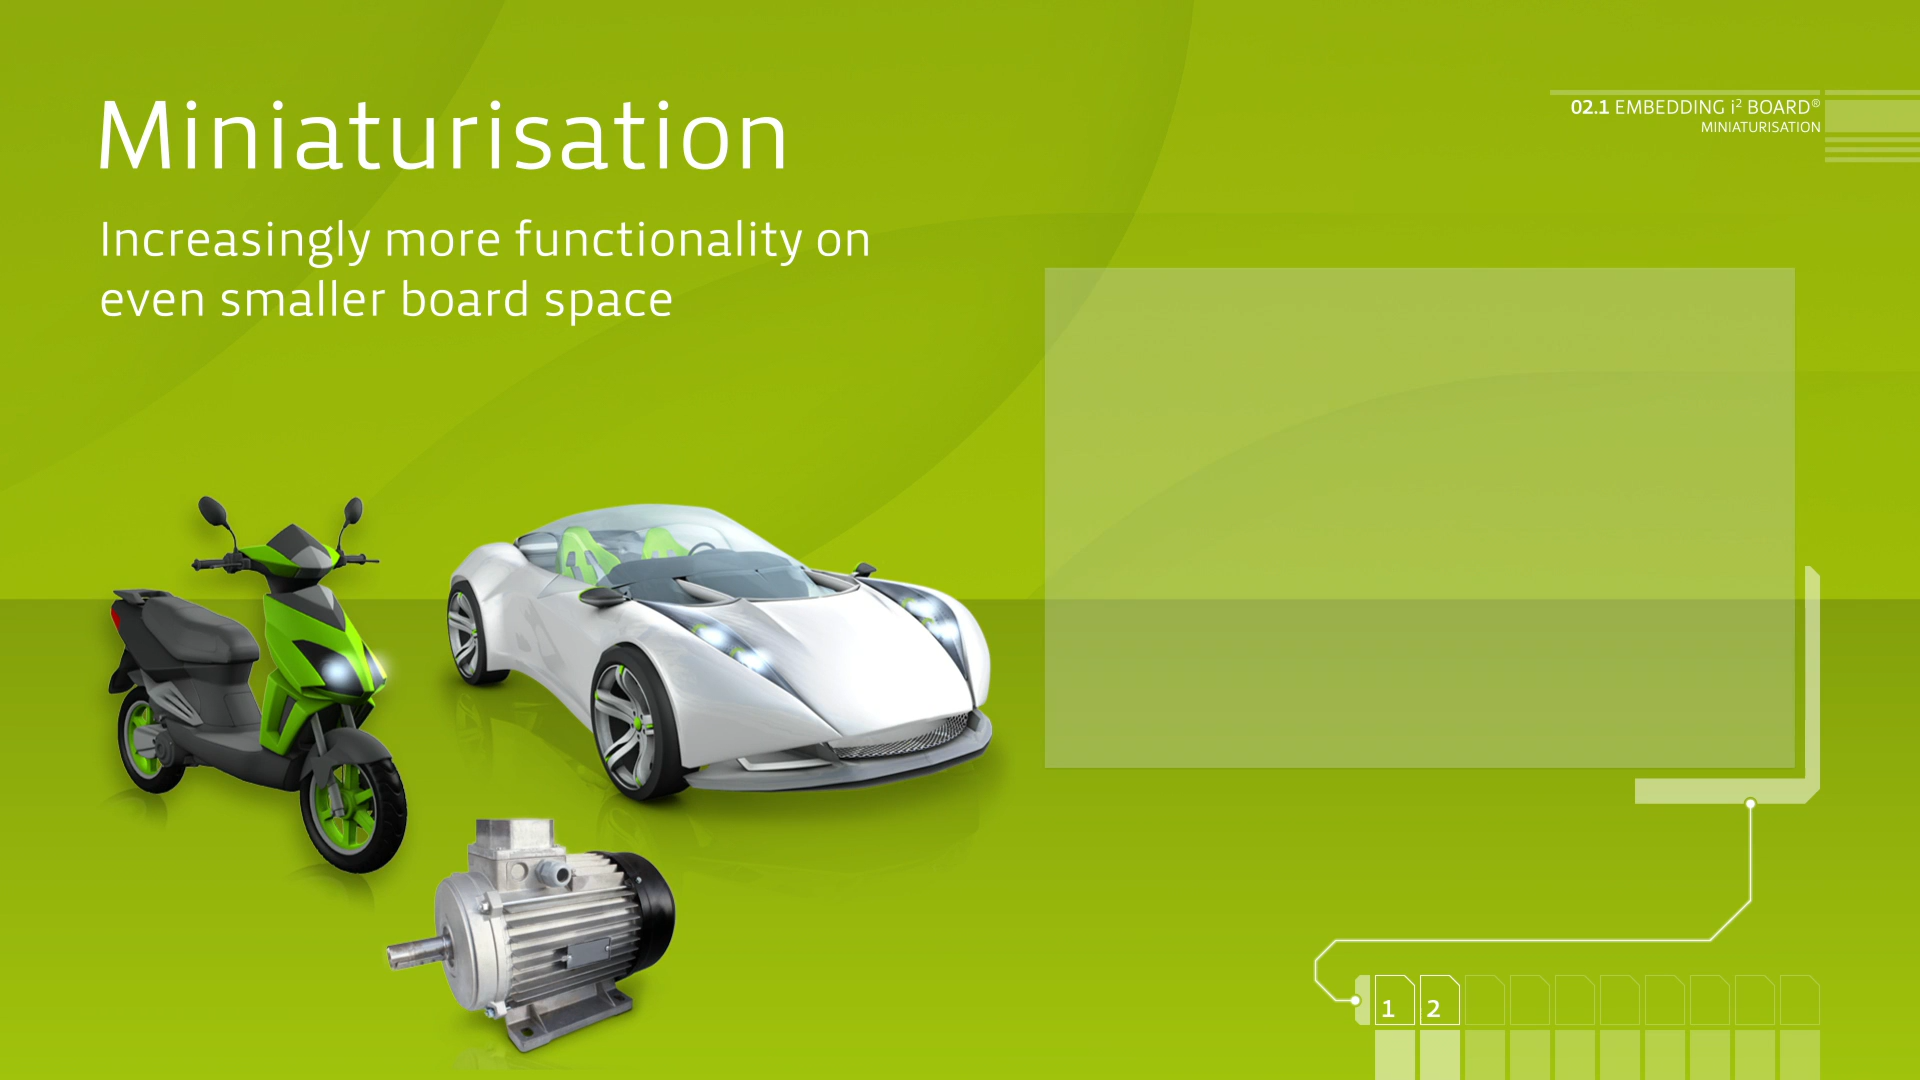 Miniaturisation
Increasingly more functionality on
even smaller board space
02.1 EMBEDDING i² BOARD®
MINIATURISATION
1 2